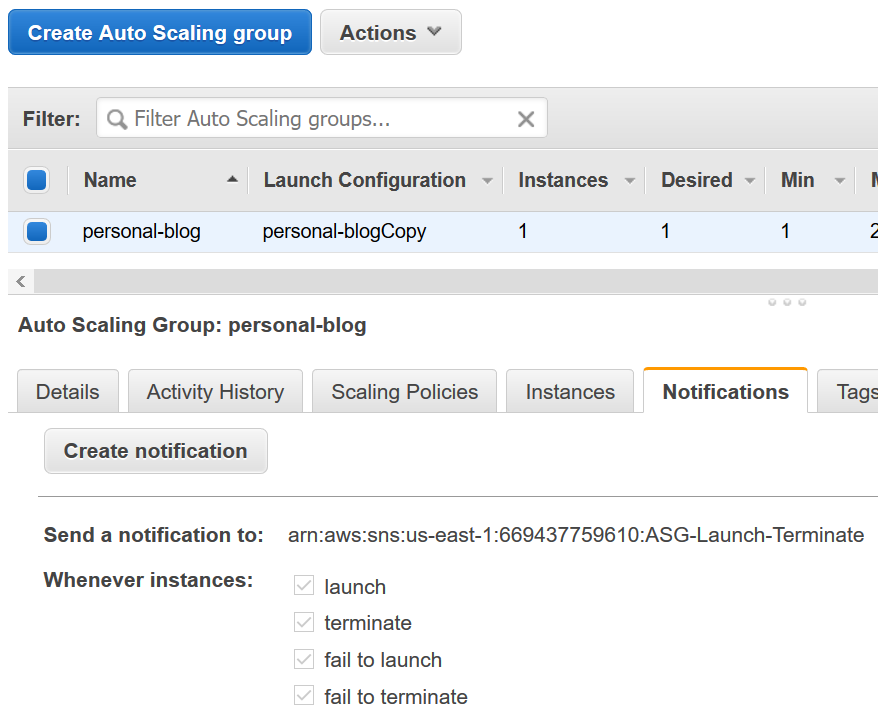 Create Auto Scaling group Actions
Filter: Filter Auto Scaling groups...
Name Launch Configuration Instances Desired Min
personal-blog personal-blogCopy 1 1 1 2
Auto Scaling Group: personal-blog
Details Activity History Scaling Policies Instances Notifications Tags
Create notification
Send a notification to: arn:aws:sns:us-east-1:669437759610:ASG-Launch-Terminate
Whenever instances: launch
terminate
fail to launch
fail to terminate